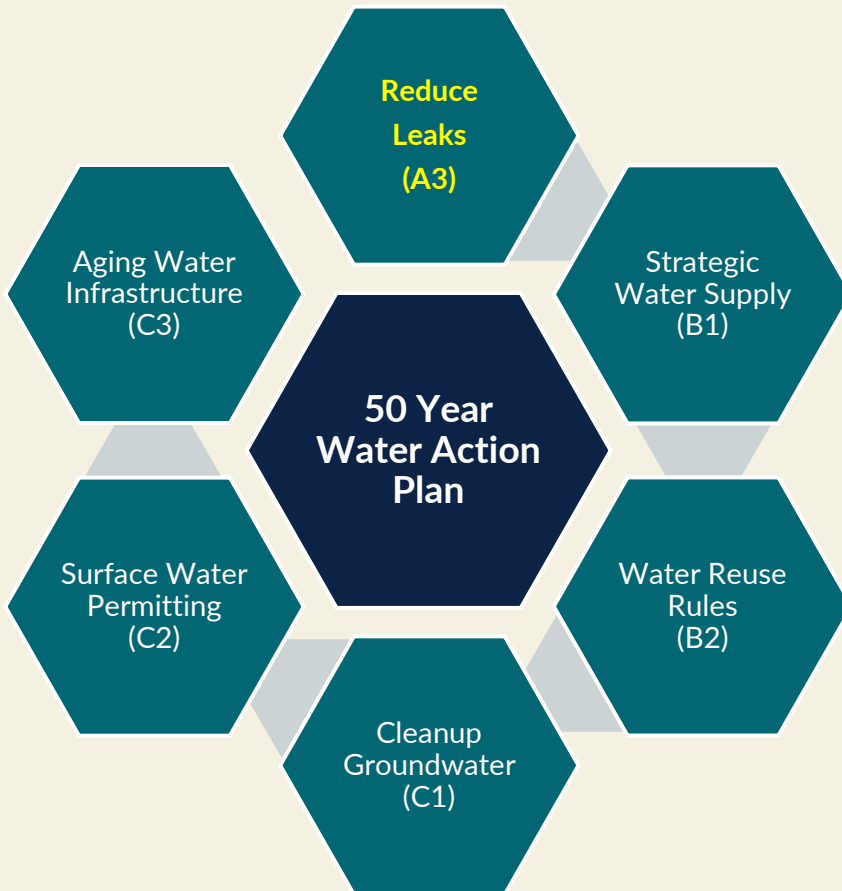 Reduce
Leaks
(A3)
Strategic
Water Supply
(B1)
Water Reuse
Rules
(B2)
Cleanup
Groundwater
(C1)
Surface Water
Permitting
(C2)
Aging Water
Infrastructure
(C3)
50 Year
Water Action
Plan